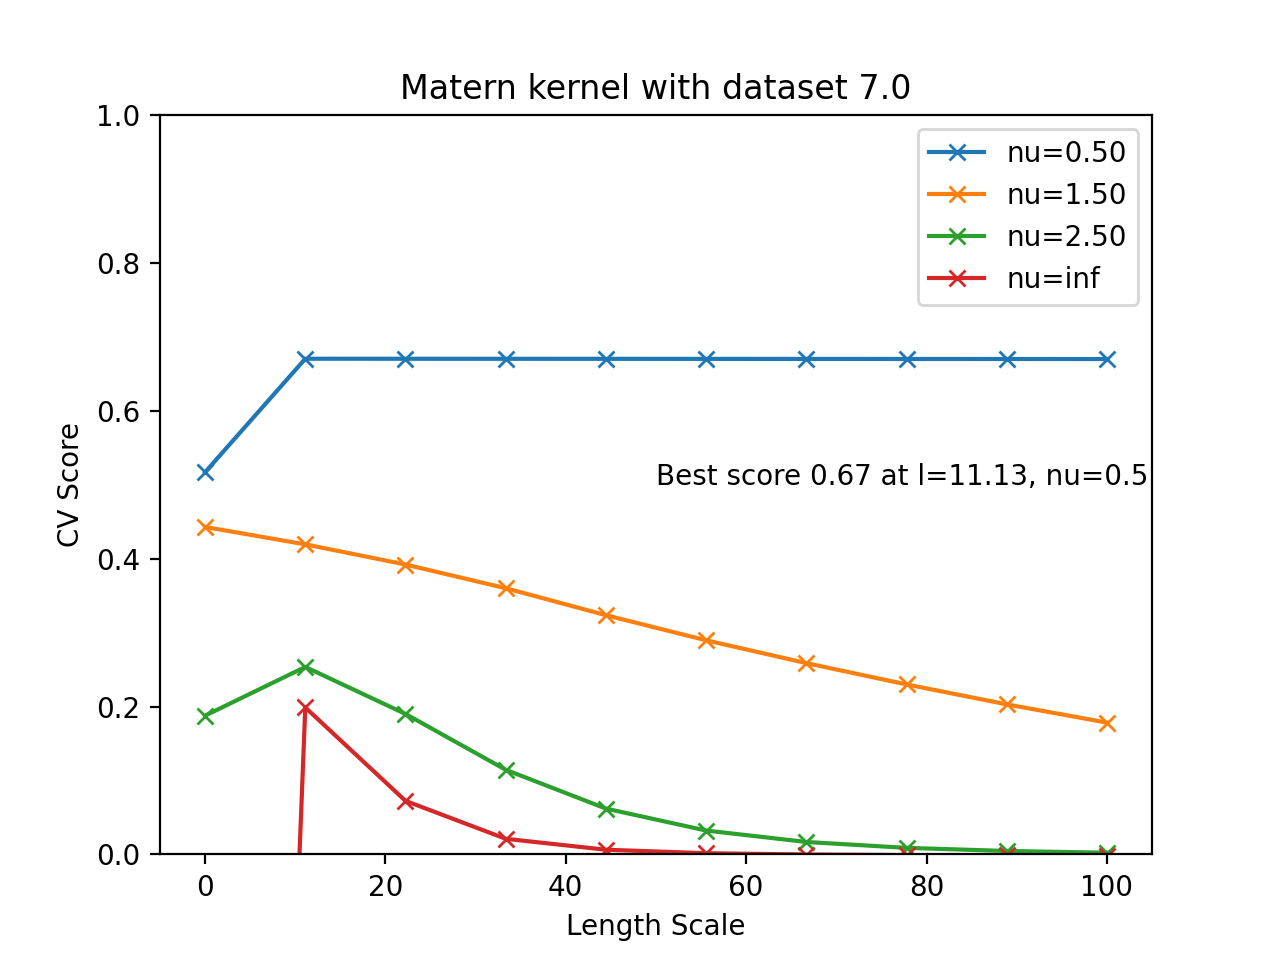 Matern kernel with dataset 7.0
1.0
0.8
0.6
0.4
0.2
0.0
CV Score
nu=0.50
nu=1.50
nu=2.50
nu=inf
Best score 0.67 at l=11.13, nu=0.5
0 20 40 60 80 100
Length Scale